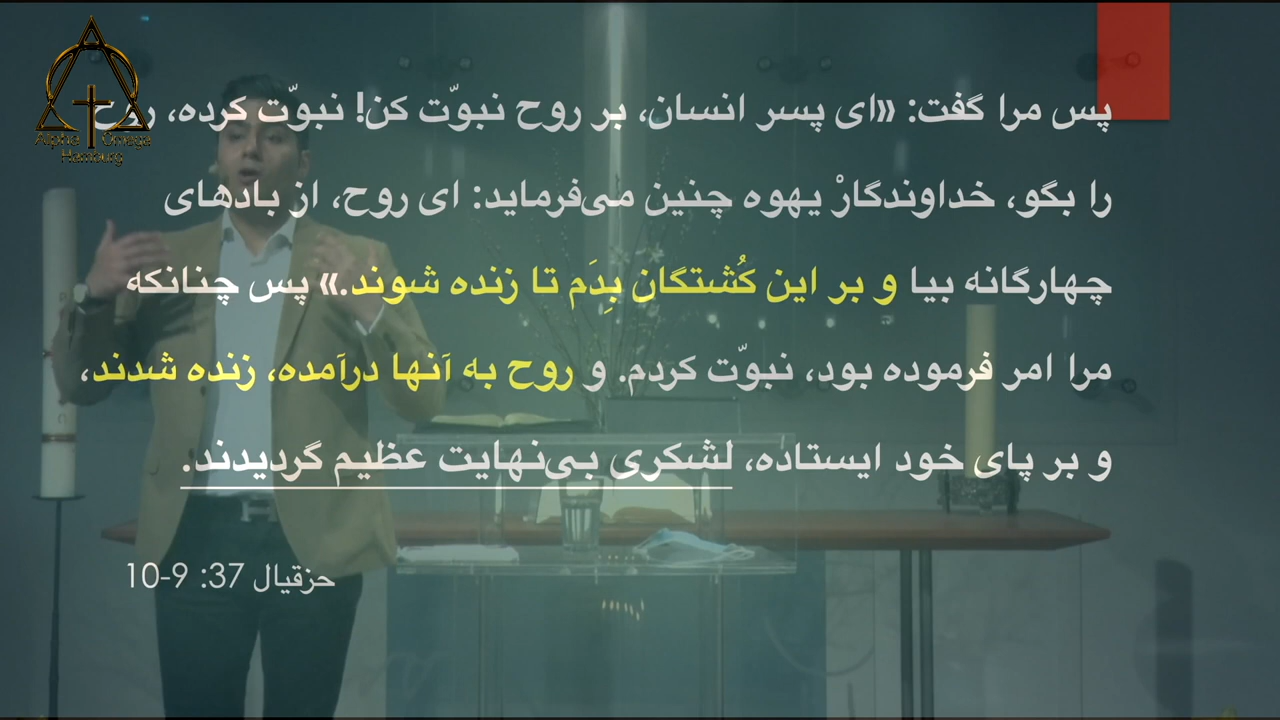 Alpha Omega
Hamburg
پس مرا گفت: «ای پسر انسان، بر روح نبوّت کن! نبوّت کرده، روح
را بگو، خداوندگارْ یهوه چنین می‌فرماید: ای روح، از بادهای
چهارگانه بیا و بر این کُشتگان بِدَم تا زنده شوند.» پس چنانکه
مرا امر فرموده بود، نبوّت کردم. و روح به آنها درآمده، زنده شدند،
و بر پای خود ایستاده، لشکری بی‌نهایت عظیم گردیدند.
حزقیال 37: 9-10